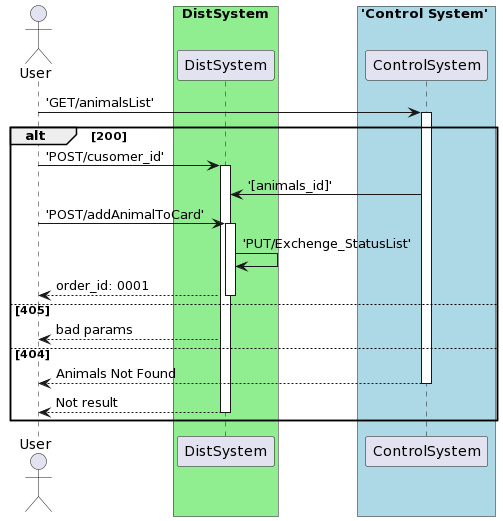 DistSystem
'Control System'
User
DistSystem
ControlSystem
'GET/animalsList'
alt
[200]
'POST/cusomer_id'
'[animals_id]'
'POST/addAnimalToCard'
'PUT/Exchenge_StatusList'
order_id: 0001
[405]
bad params
[404]
Animals Not Found
Not result
User
DistSystem
ControlSystem